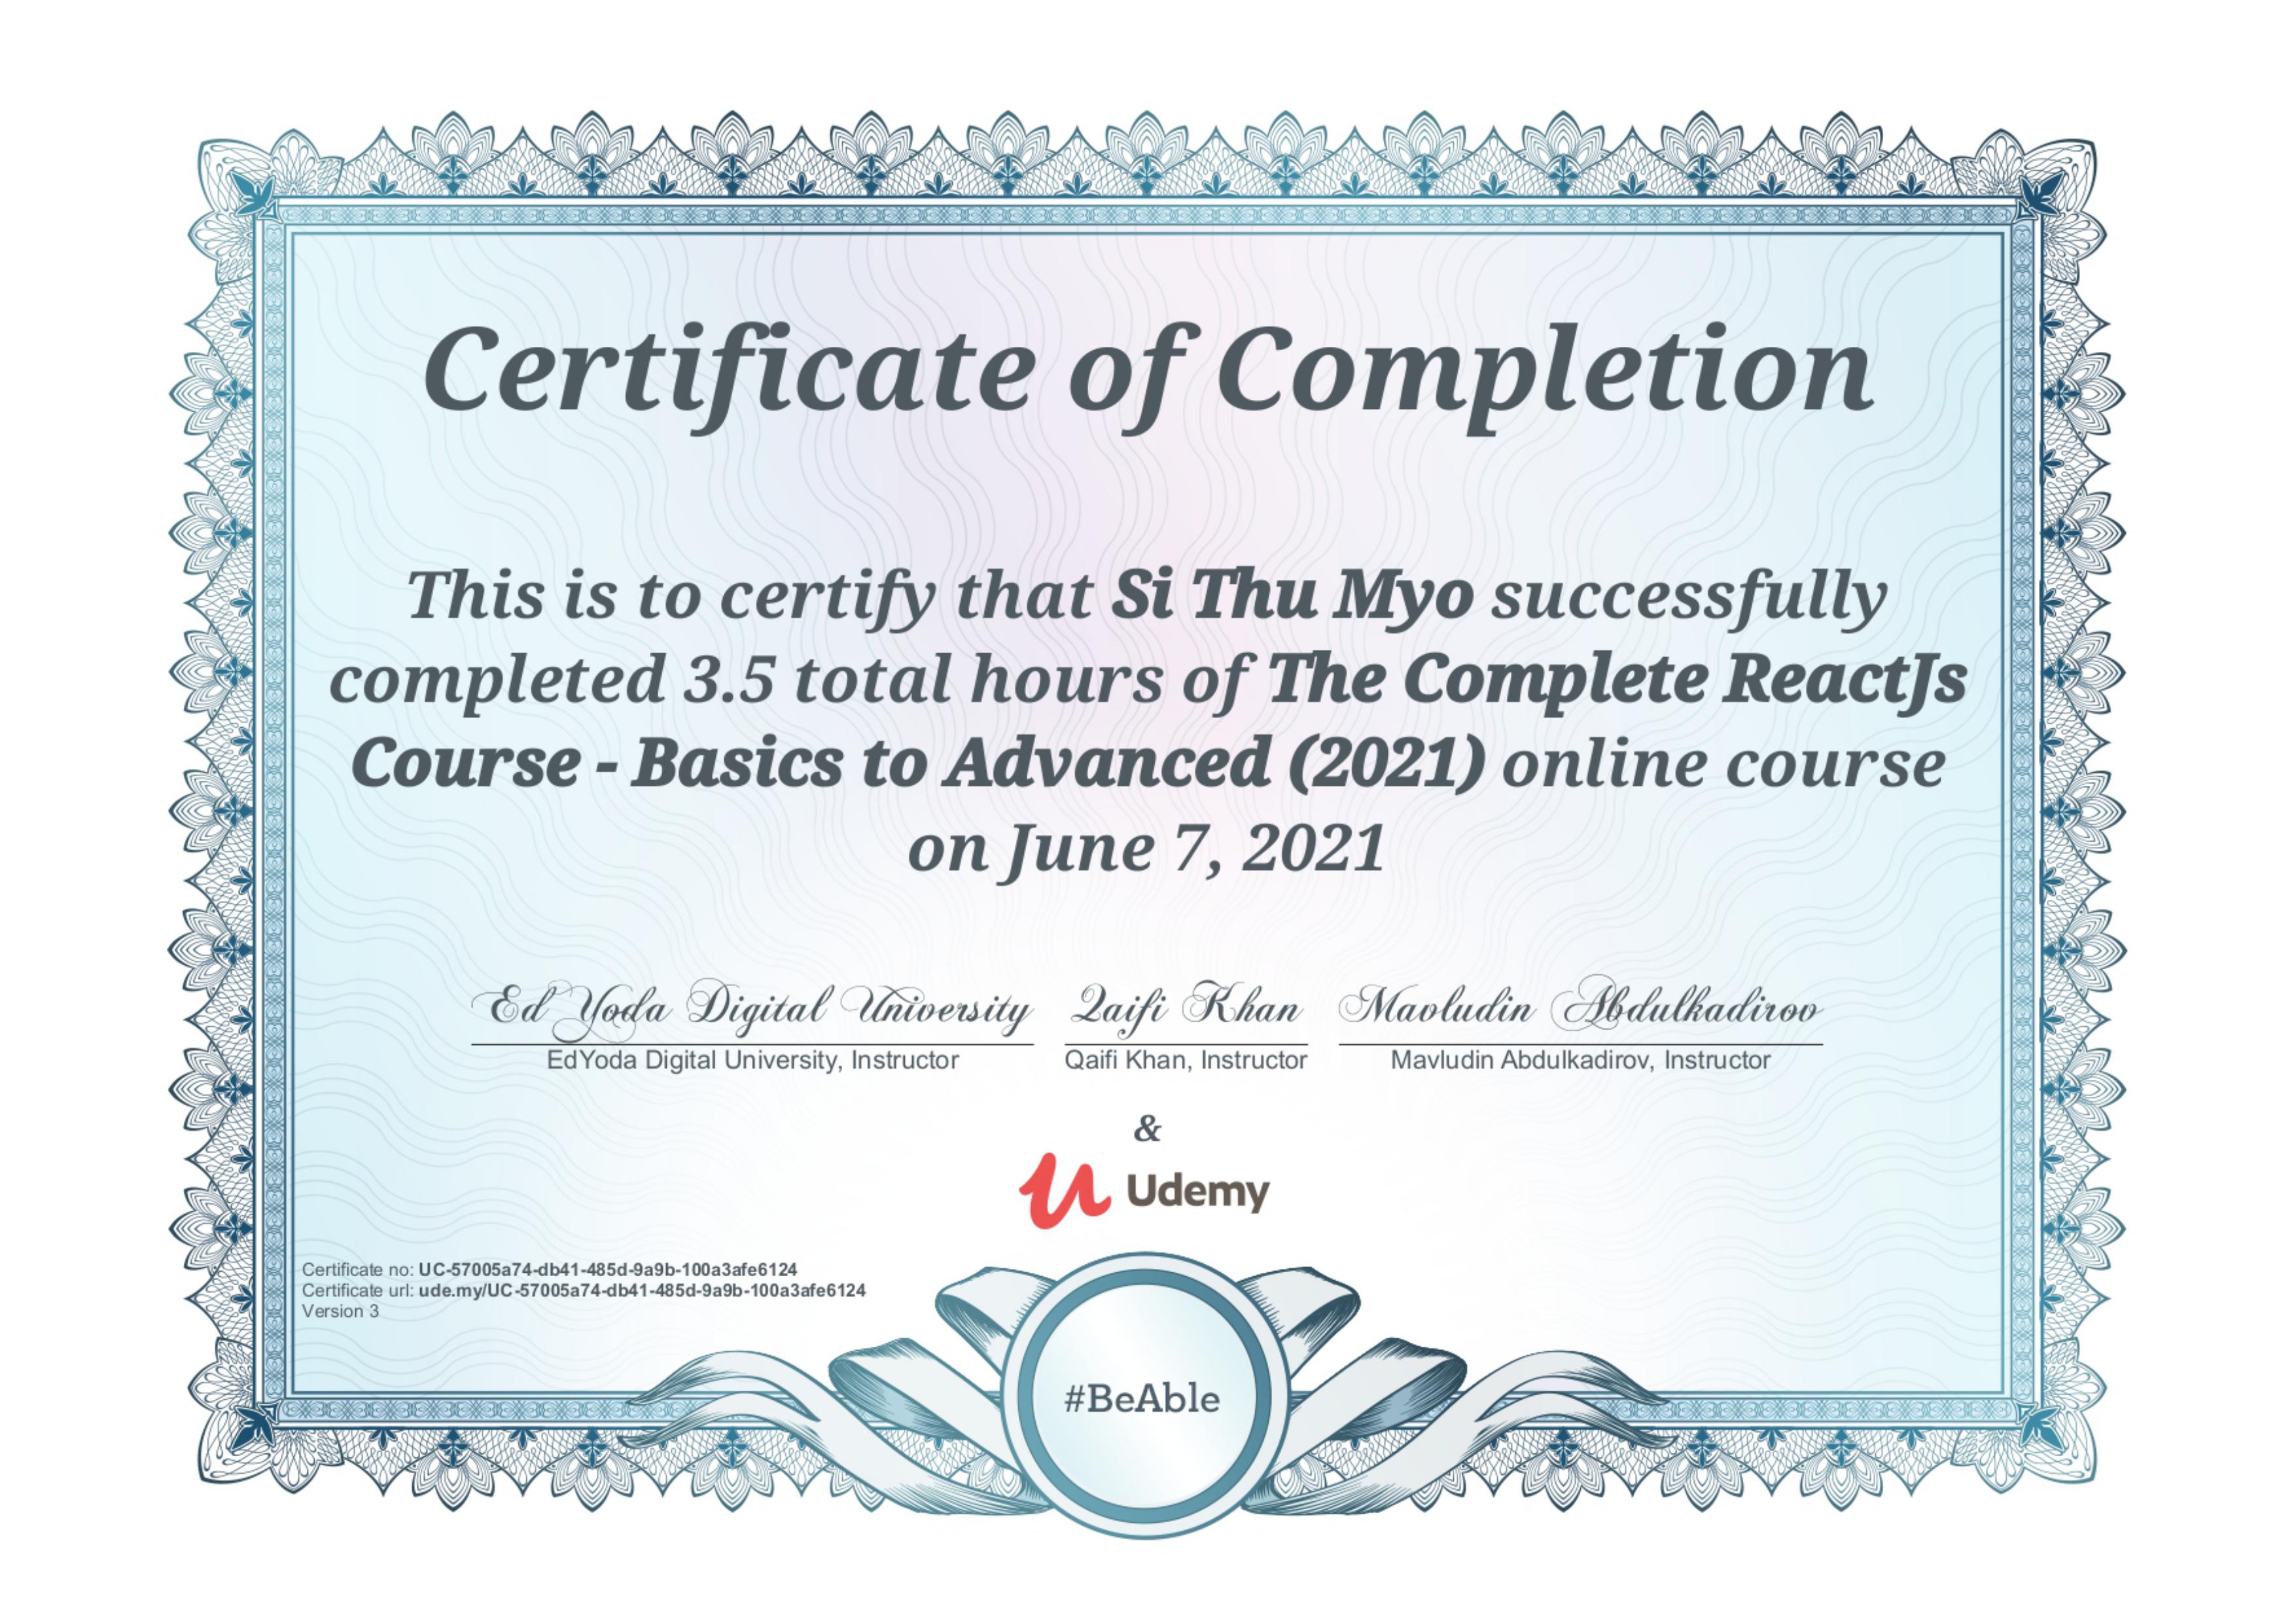 Certificate of Completion
This is to certify that Si Thu Myo successfully
completed 3.5 total hours of The Complete ReactJs
Course - Basics to Advanced (2021) online course
on June 7, 2021
Ed Yoda Digital University Qaifi Khan Mavludin Abdulkadirov
EdYoda Digital University, Instructor Qaifi Khan, Instructor Mavludin Abdulkadirov, Instructor
&
Udemy
Certificate no: UC-57005a74-db41-485d-9a9b-100a3afe6124
Certificate url: ude.my/UC-57005a74-db41-485d-9a9b-100a3afe6124
Version 3
#BeAble